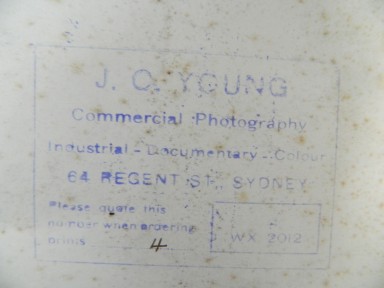 J. O. YOUNG
Commercial Photography
Industrial - Documentary - Colour
64 REGENT ST., SYDNEY
Please quote this
number when ordering
prints 4
WX 2012